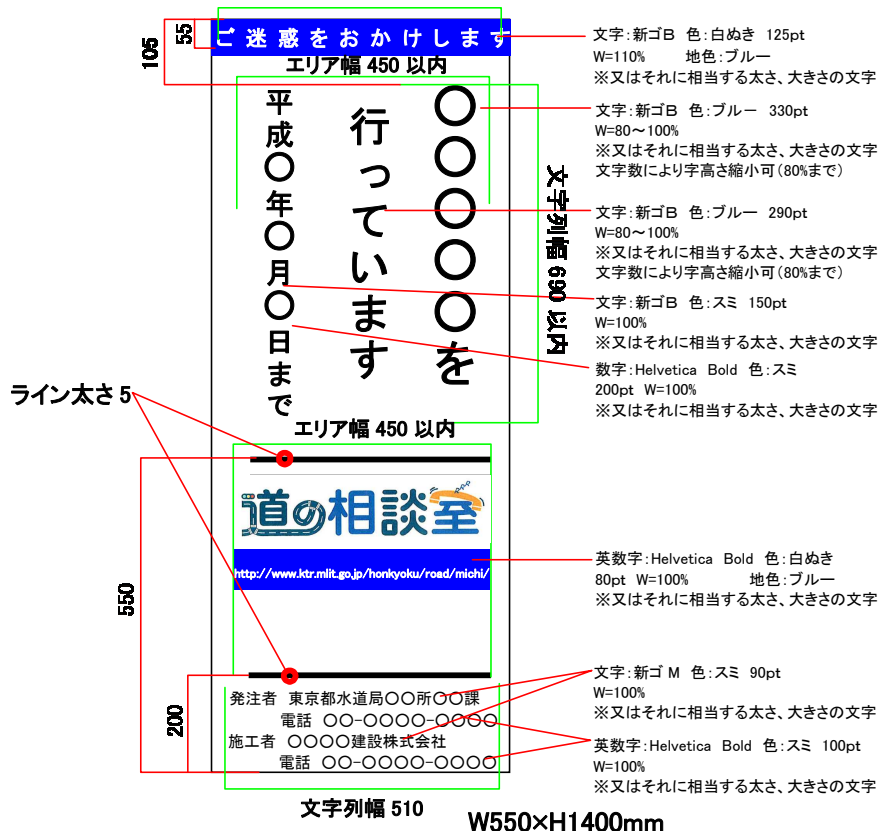 55
105
ご迷惑をおかけします
エリア幅 450 以内
〇〇〇〇〇を
行っています
平成〇年〇月〇日まで
文字列幅 690 以内
エリア幅 450 以内
ライン太さ 5
道の相談室
http://www.ktr.mlit.go.jp/honkyoku/road/michi/
550
200
発注者 東京都水道局〇〇所〇〇課
電話 〇〇-〇〇〇〇-〇〇〇〇
施工者 〇〇〇〇建設株式会社
電話 〇〇-〇〇〇〇-〇〇〇〇
文字列幅 510
W550×H1400mm
文字:新ゴB 色:白ぬき 125pt
W=110% 地色:ブルー
※又はそれに相当する太さ、大きさの文字
文字:新ゴB 色:ブルー 330pt
W=80～100%
※又はそれに相当する太さ、大きさの文字
文字数により字高さ縮小可(80%まで)
文字:新ゴB 色:ブルー 290pt
W=80～100%
※又はそれに相当する太さ、大きさの文字
文字数により字高さ縮小可(80%まで)
文字:新ゴB 色:スミ 150pt
W=100%
※又はそれに相当する太さ、大きさの文字
数字:Helvetica Bold 色:スミ
200pt W=100%
※又はそれに相当する太さ、大きさの文字
英数字:Helvetica Bold 色:白ぬき
80pt W=100% 地色:ブルー
※又はそれに相当する太さ、大きさの文字
文字:新ゴ M 色:スミ 90pt
W=100%
※又はそれに相当する太さ、大きさの文字
英数字:Helvetica Bold 色:スミ 100pt
W=100%
※又はそれに相当する太さ、大きさの文字